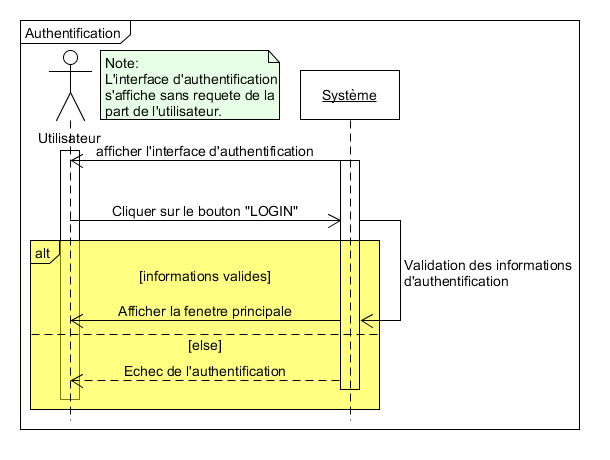 Authentification
Note:
L'interface d'authentification
s'affiche sans requete de la
part de l'utilisateur.
Système
Utilisateur
afficher l'interface d'authentification
Cliquer sur le bouton "LOGIN"
alt
[informations valides]
Validation des informations
d'authentification
Afficher la fenetre principale
[else]
Echec de l'authentification